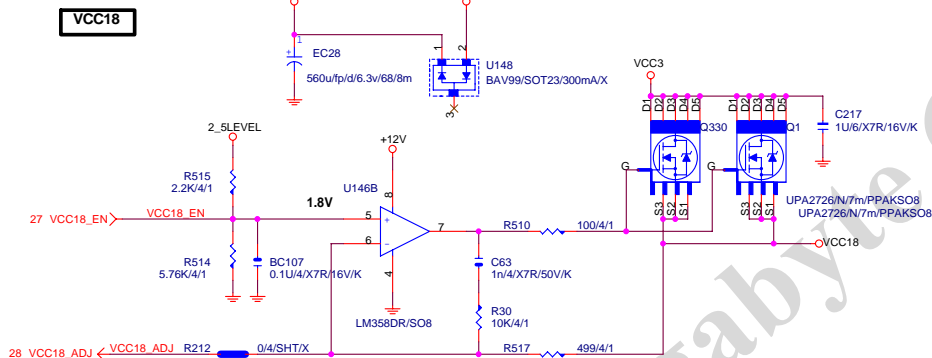 VCC18
1
EC28
560u/fp/d/6.3v/68/8m
1
2
3
U148
BAV99/SOT23/300mA/X
VCC3
D1
D2
D3
D4
D5
Q330
G
S3
S2
S1
D1
D2
D3
D4
D5
Q1
G
S3
S2
S1
C217
1U/6/X7R/16V/K
UPA2726/N/7m/PPAKSO8
UPA2726/N/7m/PPAKSO8
2_5LEVEL
R515
2.2K/4/1
+12V
U146B
8
27 VCC18_EN
VCC18_EN
1.8V
5
+
6
-
7
4
LM358DR/SO8
R510
100/4/1
VCC18
R514
5.76K/4/1
BC107
0.1U/4/X7R/16V/K
C63
1n/4/X7R/50V/K
R30
10K/4/1
28 VCC18_ADJ
VCC18_ADJ
R212
0/4/SHT/X
R517
499/4/1